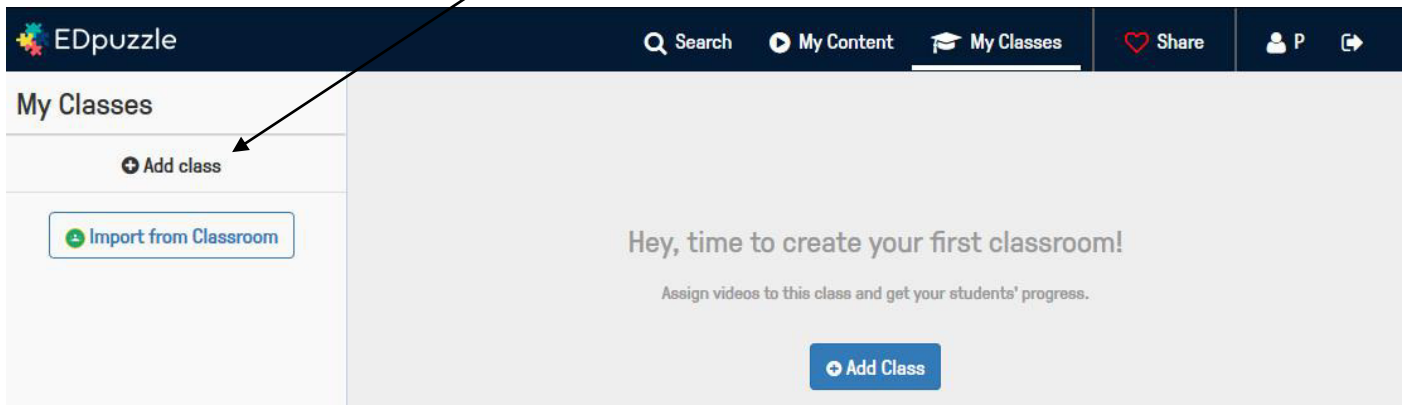 EDpuzzle
Search My Content My Classes Share P
My Classes
Add class
Import from Classroom
Hey, time to create your first classroom!
Assign videos to this class and get your students' progress.
Add Class